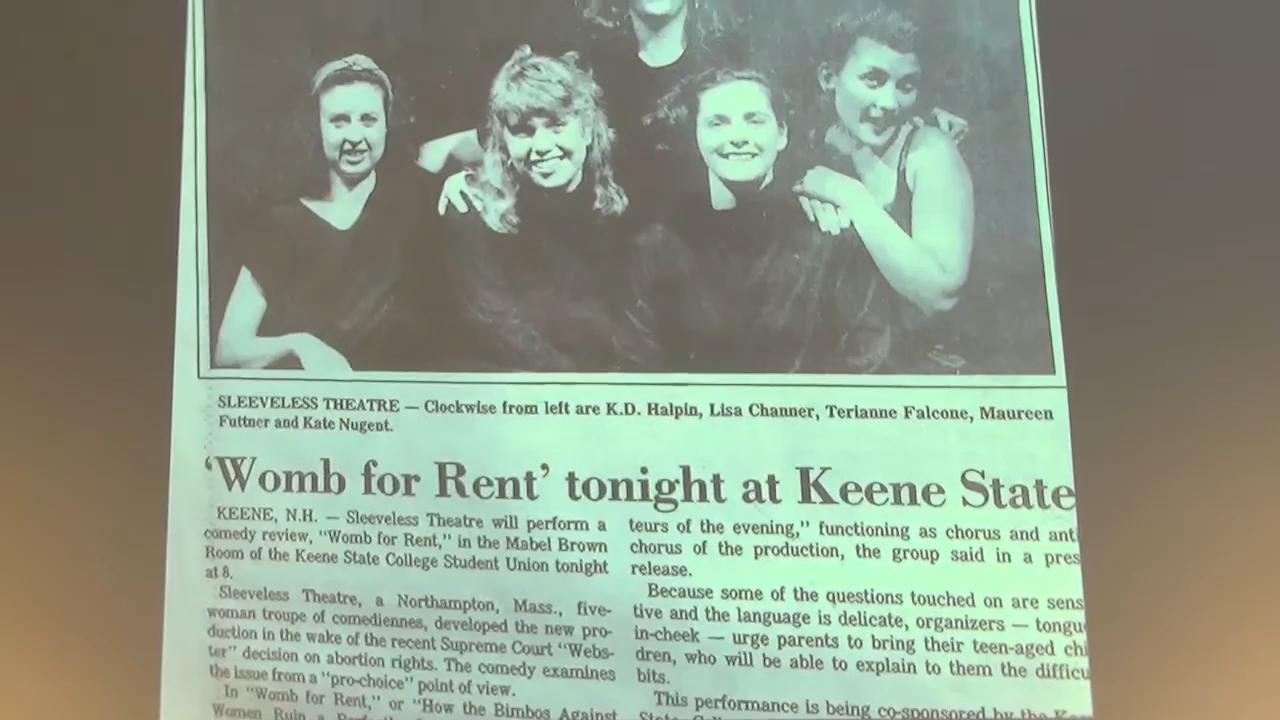 SLEEVELESS THEATRE — Clockwise from left are K.D. Halpin, Lisa Channer, Terianne Falcone, Maureen
Futtner and Kate Nugent.
‘Womb for Rent’ tonight at Keene State
KEENE, N.H. — Sleeveless Theatre will perform a
comedy review, “Womb for Rent,” in the Mabel Brown
Room of the Keene State College Student Union tonight
at 8.
Sleeveless Theatre, a Northampton, Mass., five-
woman troupe of comediennes, developed the new pro-
duction in the wake of the recent Supreme Court “Webs-
ter” decision on abortion rights. The comedy examines
the issue from a “pro-choice” point of view.
In “Womb for Rent,” or “How the Bimbos Against
Women Ruin a
teurs of the evening,” functioning as chorus and anti
chorus of the production, the group said in a pres
release.
Because some of the questions touched on are sens
tive and the language is delicate, organizers — tongu
in-cheek — urge parents to bring their teen-aged chi
dren, who will be able to explain to them the difficu
bits.
This performance is being co-sponsored by the
State